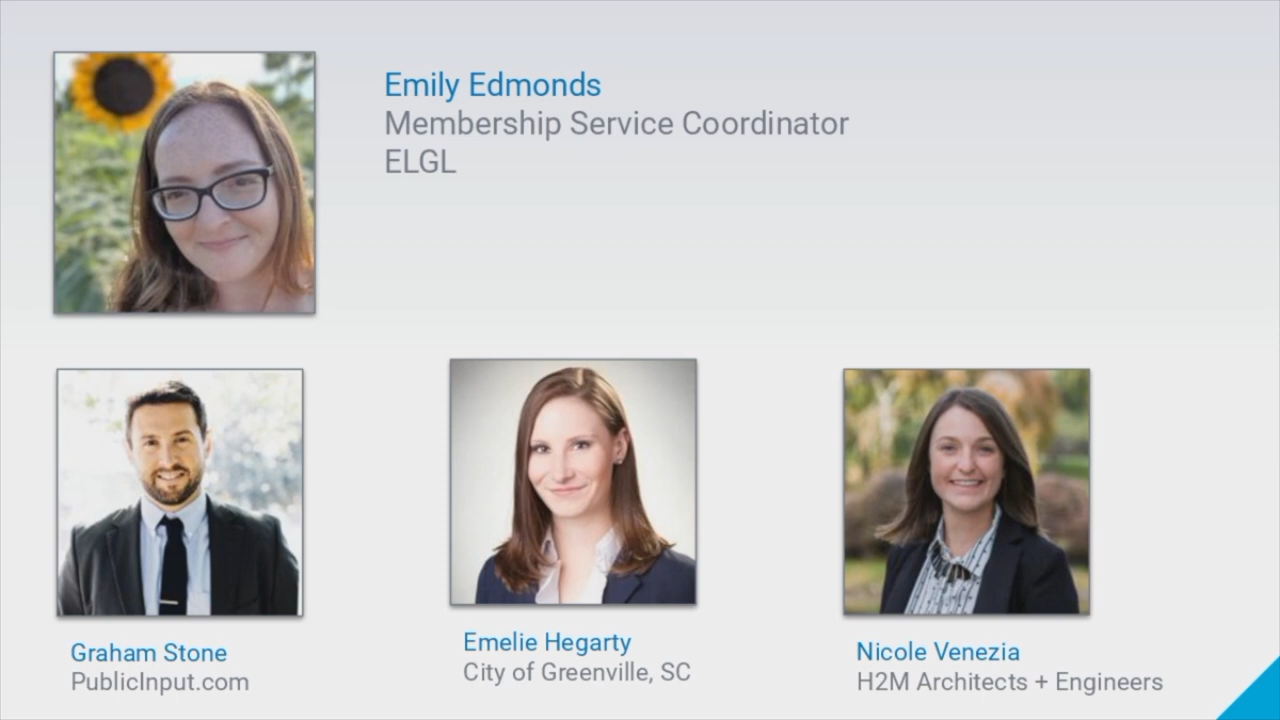 Emily Edmonds
Membership Service Coordinator
ELGL
Graham Stone
PublicInput.com
Emelie Hegarty
City of Greenville, SC
Nicole Venezia
H2M Architects + Engineers